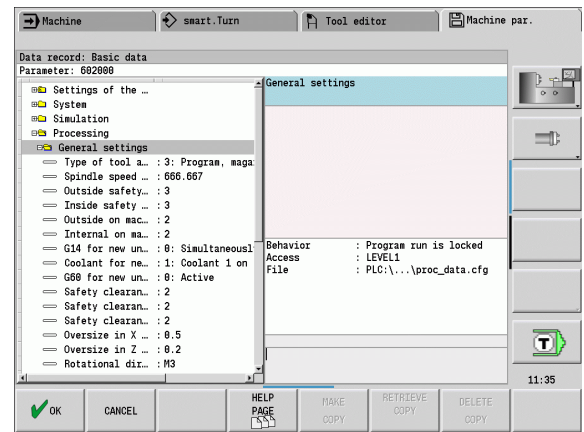 Machine
smart.Turn
Tool editor
Machine par.
Data record: Basic data
Parameter: 602000
Settings of the …
System
Simulation
Processing
General settings
Type of tool a… : 3: Program, maga
Spindle speed … : 666.667
Outside safety… : 3
Inside safety … : 3
Outside on mac… : 2
Internal on ma… : 2
G14 for new un… : 0: Simultaneousl
Coolant for ne… : 1: Coolant 1 on
G60 for new un… : 0: Active
Safety clearan… : 2
Safety clearan… : 2
Safety clearan… : 2
Oversize in X … : 0.5
Oversize in Z … : 0.2
Rotational dir… : M3
General settings
Behavior : Program run is locked
Access : LEVEL1
File : PLC:\...\proc_data.cfg
T
11:35
OK
CANCEL
HELP
PAGE
MAKE
COPY
RETRIEVE
COPY
DELETE
COPY